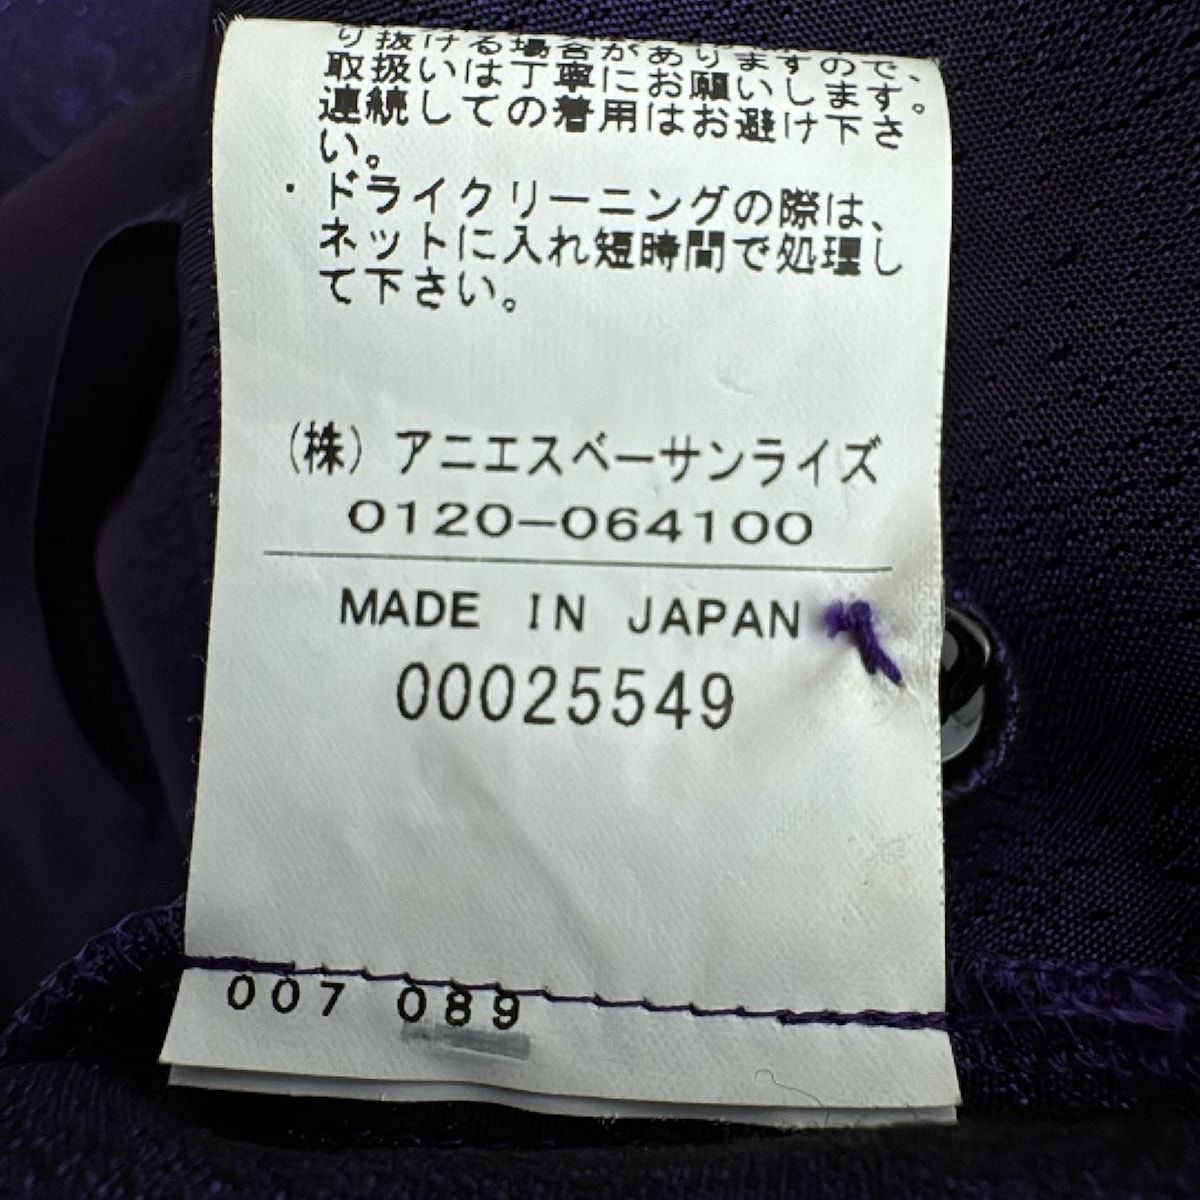 り抜ける場合がありますので、
取扱いは丁寧にお願いします。
連続しての着用はお避け下さ
い。
・ドライクリーニングの際は、
ネットに入れ短時間で処理し
て下さい。
(株)アニエスベーサンライズ
0120-064100
MADE IN JAPAN
00025549
007 089